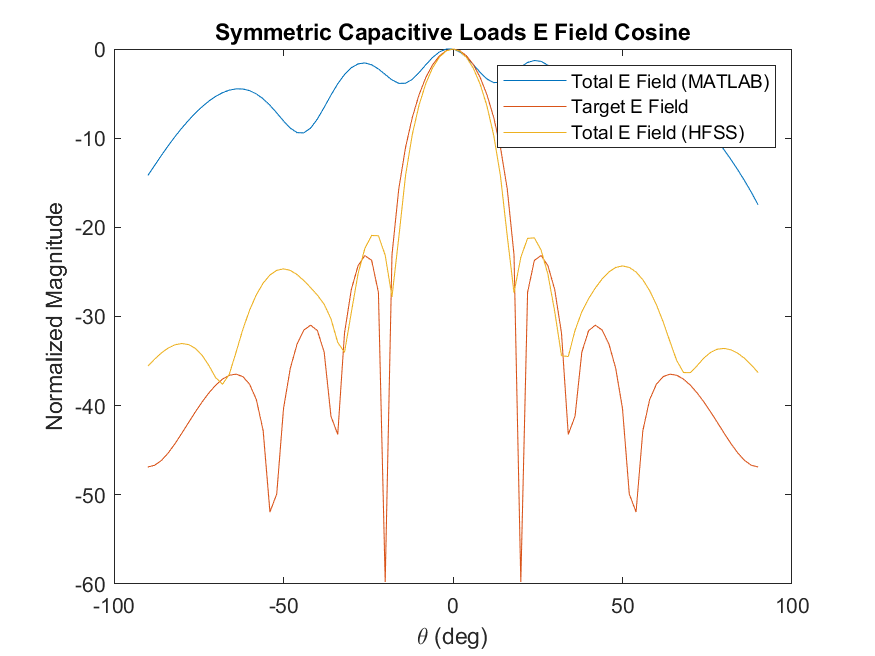 Symmetric Capacitive Loads E Field Cosine
Total E Field (MATLAB)
Target E Field
Total E Field (HFSS)
Normalized Magnitude
0
-10
-20
-30
-40
-50
-60
-100
-50
0
50
100
θ (deg)